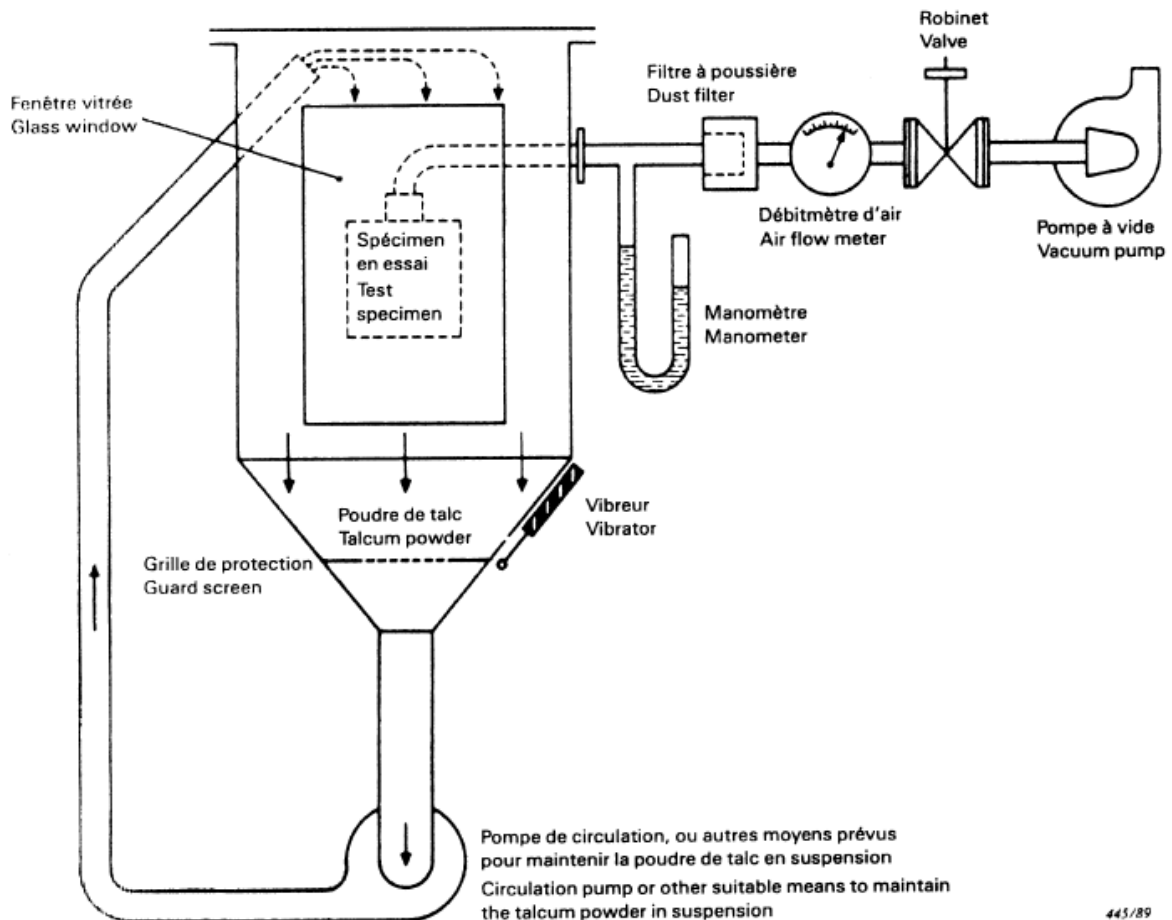 Robinet
Valve
Filtre à poussière
Dust filter
Fenêtre vitrée
Glass window
Débitmètre d'air
Air flow meter
Pompe à vide
Vacuum pump
Spécimen
en essai
Test
specimen
Manomètre
Manometer
Vibreur
Vibrator
Poudre de talc
Talcum powder
Grille de protection
Guard screen
Pompe de circulation, ou autres moyens prévus
pour maintenir la poudre de talc en suspension
Circulation pump or other suitable means to maintain
the talcum powder in suspension
445/89